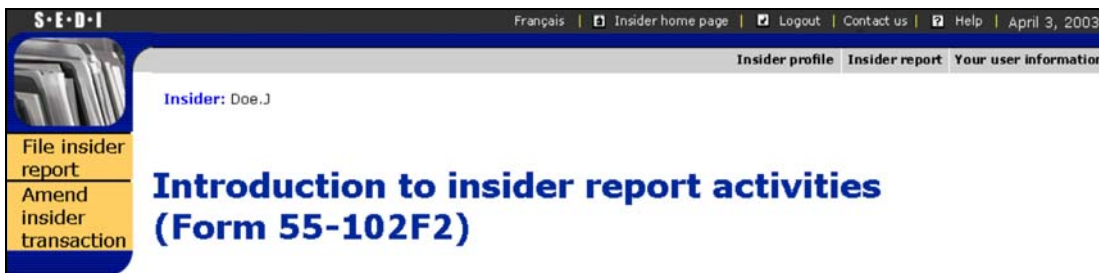 S•E•D•I
Français | Insider home page | Logout | Contact us | Help | April 3, 2003
Insider profile Insider report Your user information
Insider: Doe.J
File insider
report
Amend
insider
transaction
Introduction to insider report activities
(Form 55-102F2)